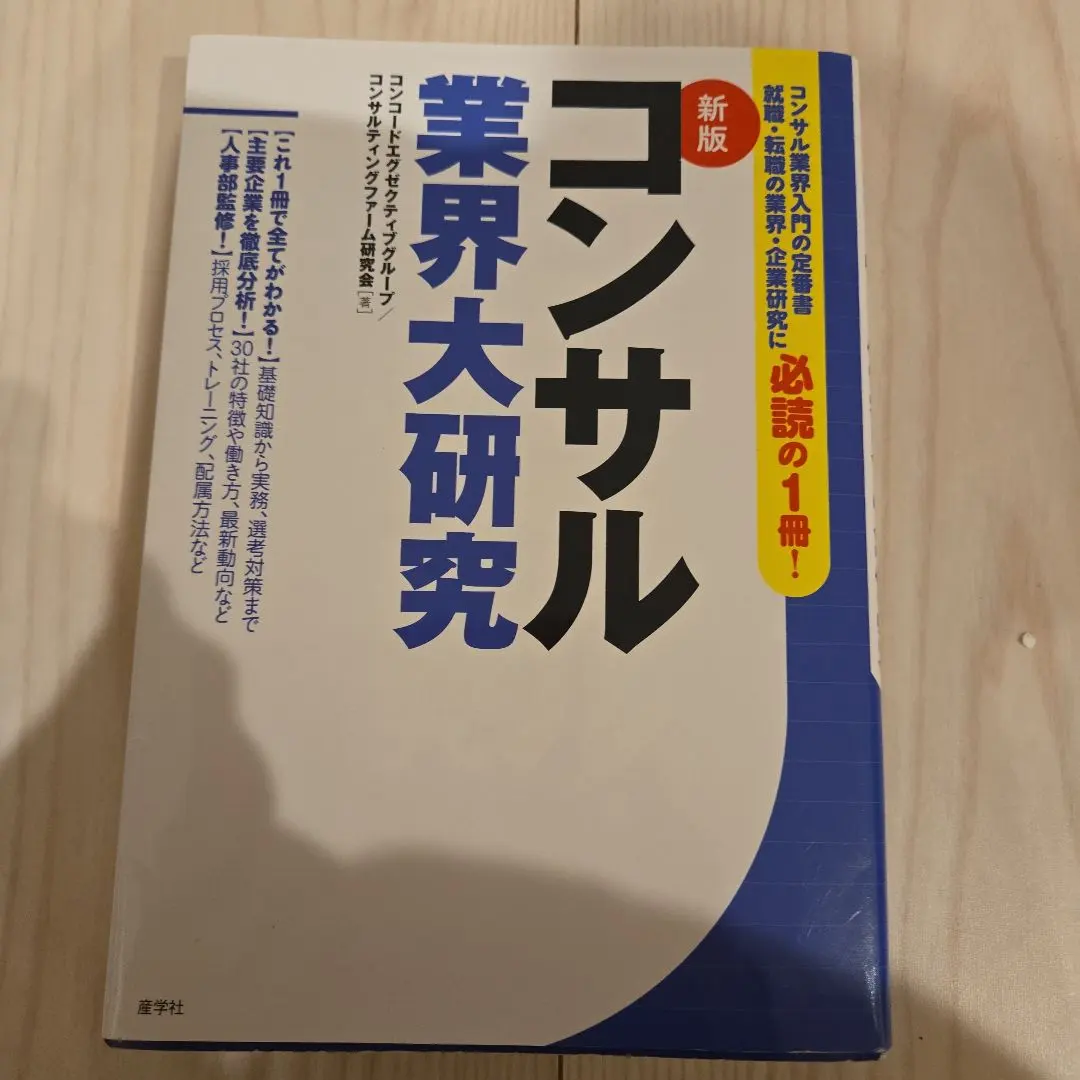 コンサル業界入門の定番書
就職・転職の業界・企業研究に
必読の1冊!
新版
コンサル
業界大研究
コンコードエグゼクティブグループ/
コンサルティングファーム研究会[著]
【これ1冊で全てがわかる!】基礎知識から実務、選考対策まで
【主要企業を徹底分析!】30社の特徴や働き方、最新動向など
【人事部監修!】採用プロセス、トレーニング、配属方法など
産学社